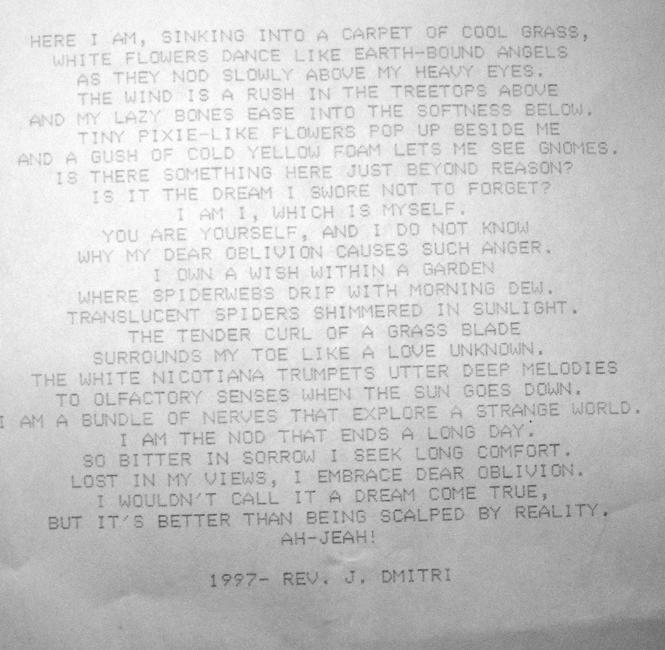 HERE I AM, SINKING INTO A CARPET OF COOL GRASS,
WHITE FLOWERS DANCE LIKE EARTH-BOUND ANGELS
AS THEY NOD SLOWLY ABOVE MY HEAVY EYES.
THE WIND IS A RUSH IN THE TREETOPS ABOVE
AND MY LAZY BONES EASE INTO THE SOFTNESS BELOW.
TINY PIXIE-LIKE FLOWERS POP UP BESIDE ME
AND A GUSH OF COLD YELLOW FOAM LETS ME SEE GNOMES.
IS THERE SOMETHING HERE JUST BEYOND REASON?
IS IT THE DREAM I SWORE NOT TO FORGET?
I AM I, WHICH IS MYSELF.
YOU ARE YOURSELF, AND I DO NOT KNOW
WHY MY DEAR OBLIVION CAUSES SUCH ANGER.
I OWN A WISH WITHIN A GARDEN
WHERE SPIDERWEBS DRIP WITH MORNING DEW.
TRANSLUCENT SPIDERS SHIMMERED IN SUNLIGHT.
THE TENDER CURL OF A GRASS BLADE
SURROUNDS MY TOE LIKE A LOVE UNKNOWN.
THE WHITE NICOTIANA TRUMPETS UTTER DEEP MELODIES
TO OLFACTORY SENSES WHEN THE SUN GOES DOWN.
I AM A BUNDLE OF NERVES THAT EXPLORE A STRANGE WORLD.
I AM THE NOD THAT ENDS A LONG DAY.
SO BITTER IN SORROW I SEEK LONG COMFORT.
LOST IN MY VIEWS, I EMBRACE DEAR OBLIVION.
I WOULDN'T CALL IT A DREAM COME TRUE,
BUT IT'S BETTER THAN BEING SCALPED BY REALITY.
AH-JEAH!
1997- REV. J. DMITRI